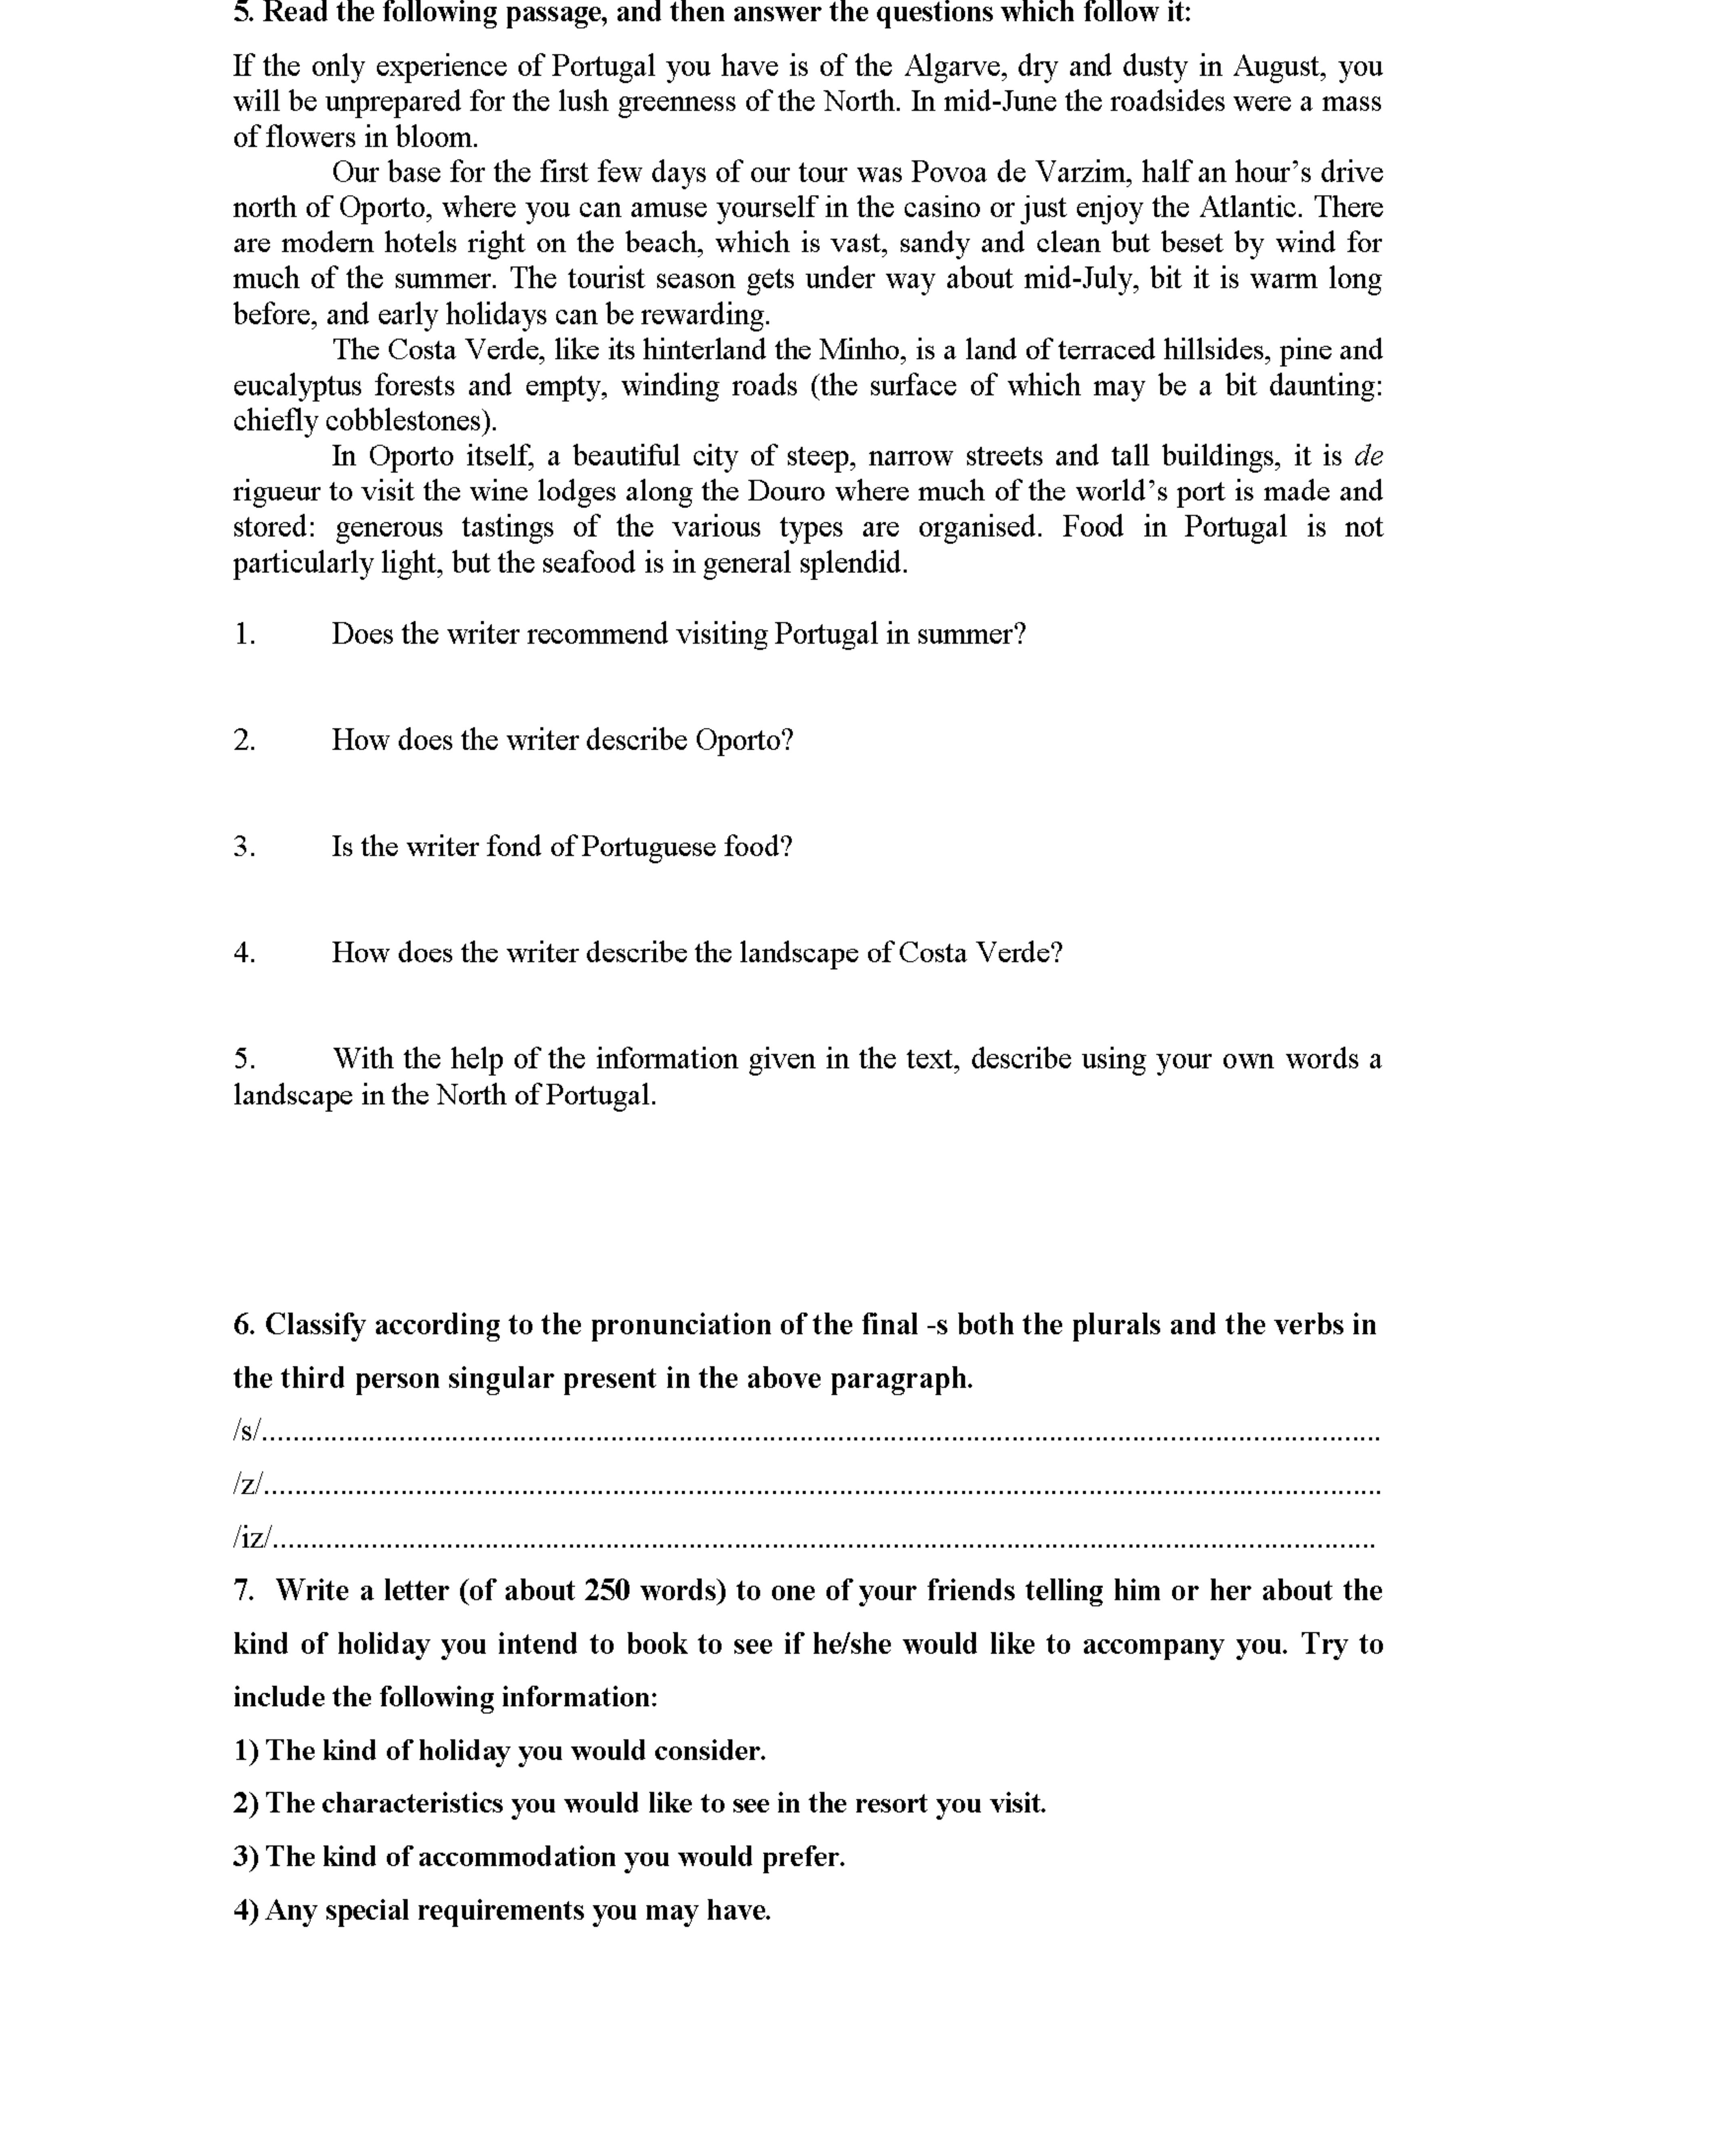 5. Read the following passage, and then answer the questions which follow it:
If the only experience of Portugal you have is of the Algarve, dry and dusty in August, you
will be unprepared for the lush greenness of the North. In mid-June the roadsides were a mass
of flowers in bloom.
Our base for the first few days of our tour was Povoa de Varzim, half an hour's drive
north of Oporto, where you can amuse yourself in the casino or just enjoy the Atlantic. There
are modern hotels right on the beach, which is vast, sandy and clean but beset by wind for
much of the summer. The tourist season gets under way about mid-July, bit it is warm long
before, and early holidays can be rewarding.
The Costa Verde, like its hinterland the Minho, is a land of terraced hillsides, pine and
eucalyptus forests and empty, winding roads (the surface of which may be a bit daunting:
chiefly cobblestones).
In Oporto itself, a beautiful city of steep, narrow streets and tall buildings, it is de
rigueur to visit the wine lodges along the Douro where much of the world's port is made and
stored: generous tastings of the various types are organised. Food in Portugal is not
particularly light, but the seafood is in general splendid.
1. Does the writer recommend visiting Portugal in summer?
2. How does the writer describe Oporto?
3. Is the writer fond of Portuguese food?
4. How does the writer describe the landscape of Costa Verde?
5. With the help of the information given in the text, describe using your own words a
landscape in the North of Portugal.
6. Classify according to the pronunciation of the final -s both the plurals and the verbs in
the third person singular present in the above paragraph.
/s/..........................................................................................................................................
/z/..........................................................................................................................................
/iz/.........................................................................................................................................
7. Write a letter (of about 250 words) to one of your friends telling him or her about the
kind of holiday you intend to book to see if he/she would like to accompany you. Try to
include the following information:
1) The kind of holiday you would consider.
2) The characteristics you would like to see in the resort you visit.
3) The kind of accommodation you would prefer.
4) Any special requirements you may have.